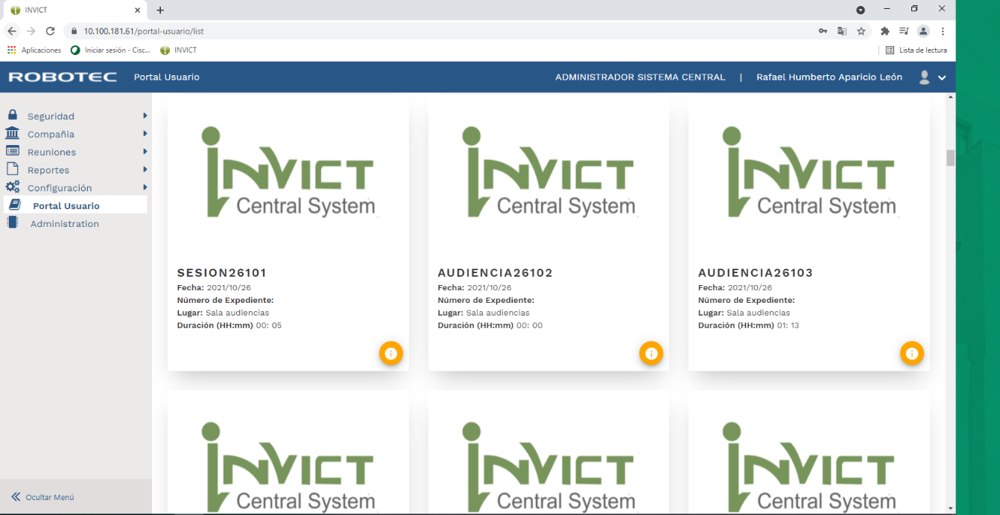 INVICT
10.100.181.61/portal-usuario/list
Aplicaciones
Iniciar sesión - Cisc...
INVICT
Lista de lectura
ROBOTEC
Portal Usuario
ADMINISTRADOR SISTEMA CENTRAL | Rafael Humberto Aparicio León
Seguridad
Compañia
Reuniones
Reportes
Configuración
Portal Usuario
Administration
Ocultar Menú
INVICT
Central System
SESION26101
Fecha: 2021/10/26
Número de Expediente:
Lugar: Sala audiencias
Duración (HH:mm) 00: 05
INVICT
Central System
AUDIENCIA26102
Fecha: 2021/10/26
Número de Expediente:
Lugar: Sala audiencias
Duración (HH:mm) 00: 00
INVICT
Central System
AUDIENCIA26103
Fecha: 2021/10/26
Número de Expediente:
Lugar: Sala audiencias
Duración (HH:mm) 01: 13
INVICT
Central System
INVICT
Central System
INVICT
Central System